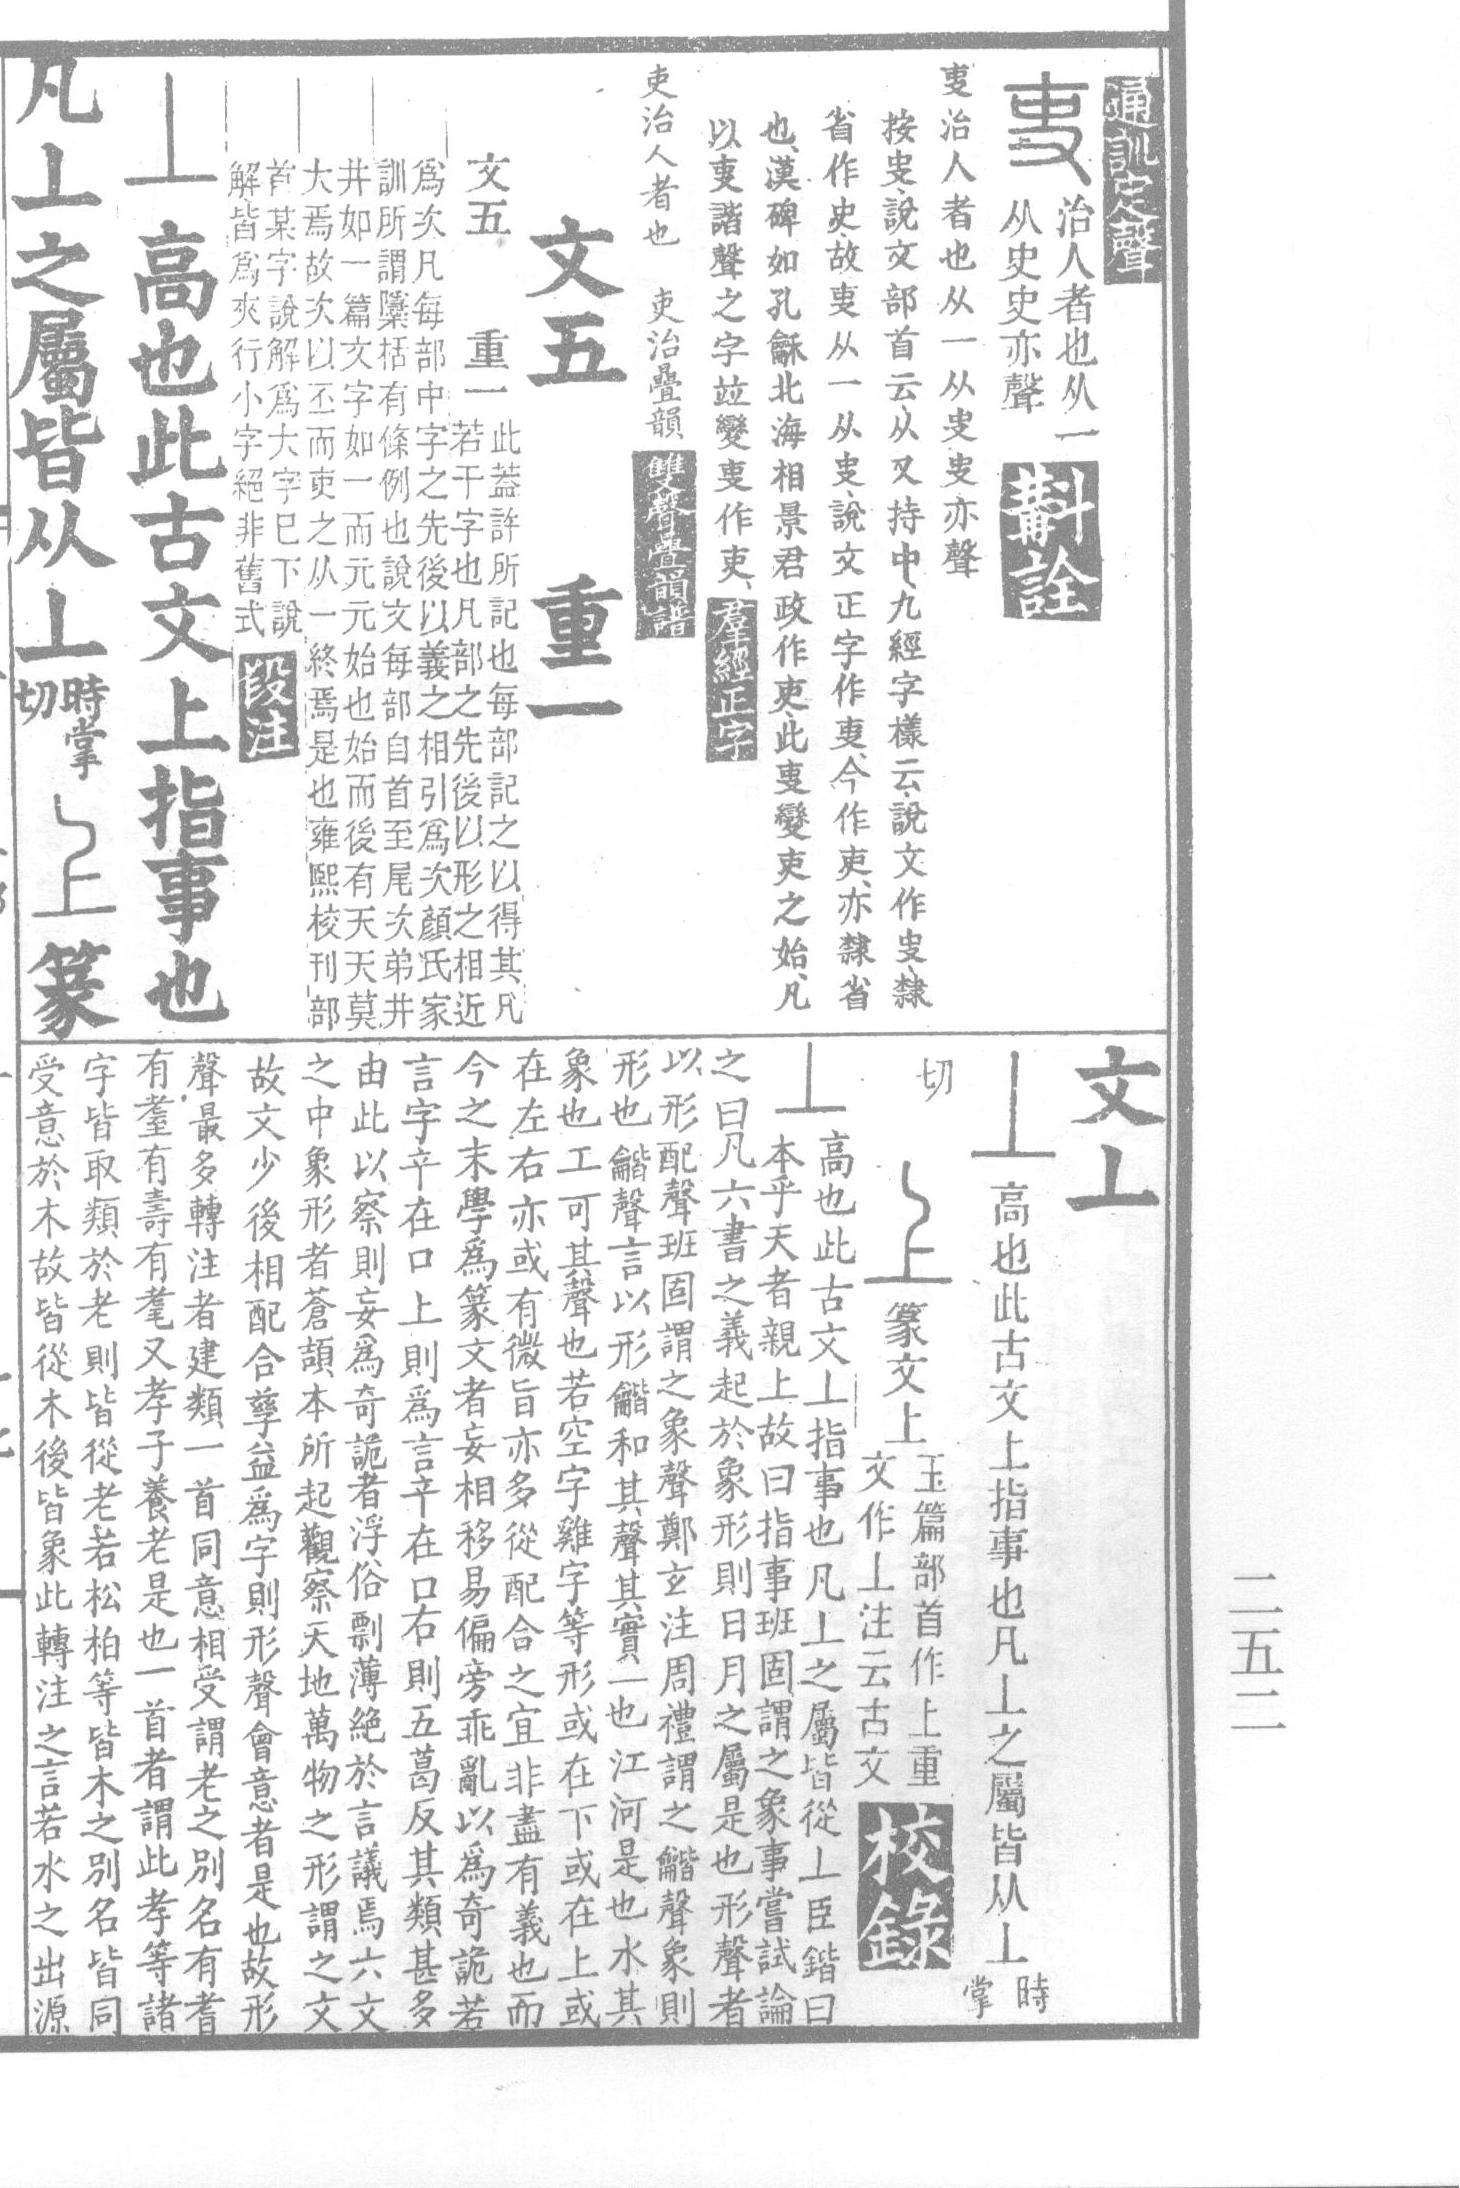 通訓定聲
叓治人者也从一
从史史亦聲
斠詮
叓治人者也从一从叏叏亦聲
按叏說文部首云从又持中九經字樣云說文作叏隸
省作史故叓从一从叏說文正字作叓今作吏亦隸省
也漢碑如孔龢北海相景君政作吏此叓變吏之始凡
以叓諧聲之字竝變叓作吏羣經正字
吏治人者也 吏治疊韻雙聲疊韻譜
文五 重一
文五 重一
此蓋許所記也每部記之以得其凡
若干字也凡部之先後以形之相近
爲次凡每部中字之先後以義之相引爲次顏氏家
訓所謂檃栝有條例也說文每部自首至尾次弟井
井如一篇文字如一而元元始也始而後有天天莫
大焉故次以丕而吏之从一終焉是也雍熙校刊部
首某字說解爲大字巳下說
解皆爲夾行小字絕非舊式
段注
丄高也此古文上指事也
凡丄之屬皆从丄時掌
切
上篆
文丄
丄高也此古文上指事也凡丄之屬皆从丄時
掌
切
上篆文上玉篇部首作上重
文作丄注云古文
校錄
丄高也此古文丄指事也凡丄之屬皆從丄臣鍇曰
本乎天者親上故曰指事班固謂之象事嘗試論
之曰凡六書之義起於象形則日月之屬是也形聲者
以形配聲班固謂之象聲鄭玄注周禮謂之龤聲象則
形也龤聲言以形龤和其聲其實一也江河是也水其
象也工可其聲也若空字雞字等形或在下或在上或
在左右亦或有微旨亦多從配合之宜非盡有義也而
今之末學爲篆文者妄相移易偏旁乖亂以爲奇詭若
言字䇂在口上則爲言䇂在口右則五葛反其類甚多
由此以察則妄爲奇詭者浮俗剽薄絕於言議焉六文
之中象形者蒼頡本所起觀察天地萬物之形謂之文
故文少後相配合孳益爲字則形聲會意者是也故形
聲最多轉注者建類一首同意相受謂老之別名有耆
有耋有壽有耄又孝子養老是也一首者謂此孝等諸
字皆取類於老則皆從老若松柏等皆木之別名皆同
受意於木故皆從木後皆象此轉注之言若水之出源
二五二